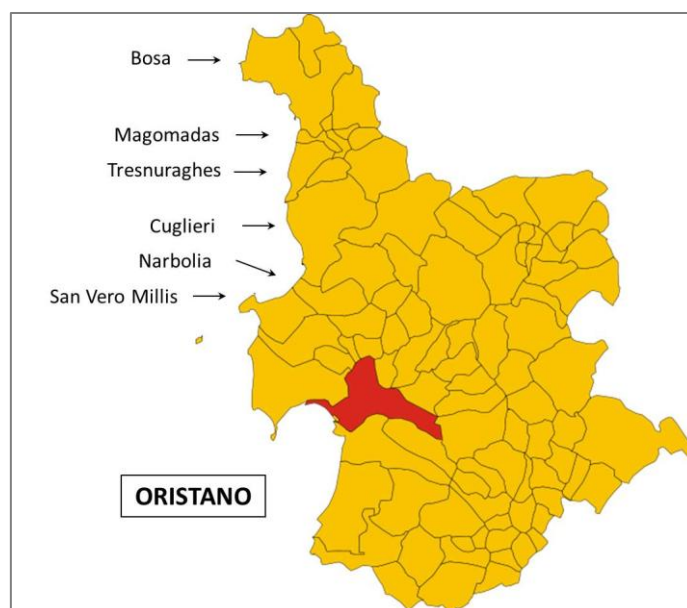 Bosa
Magomadas
Tresnuraghes
Cuglieri
Narbolia
San Vero Millis
ORISTANO